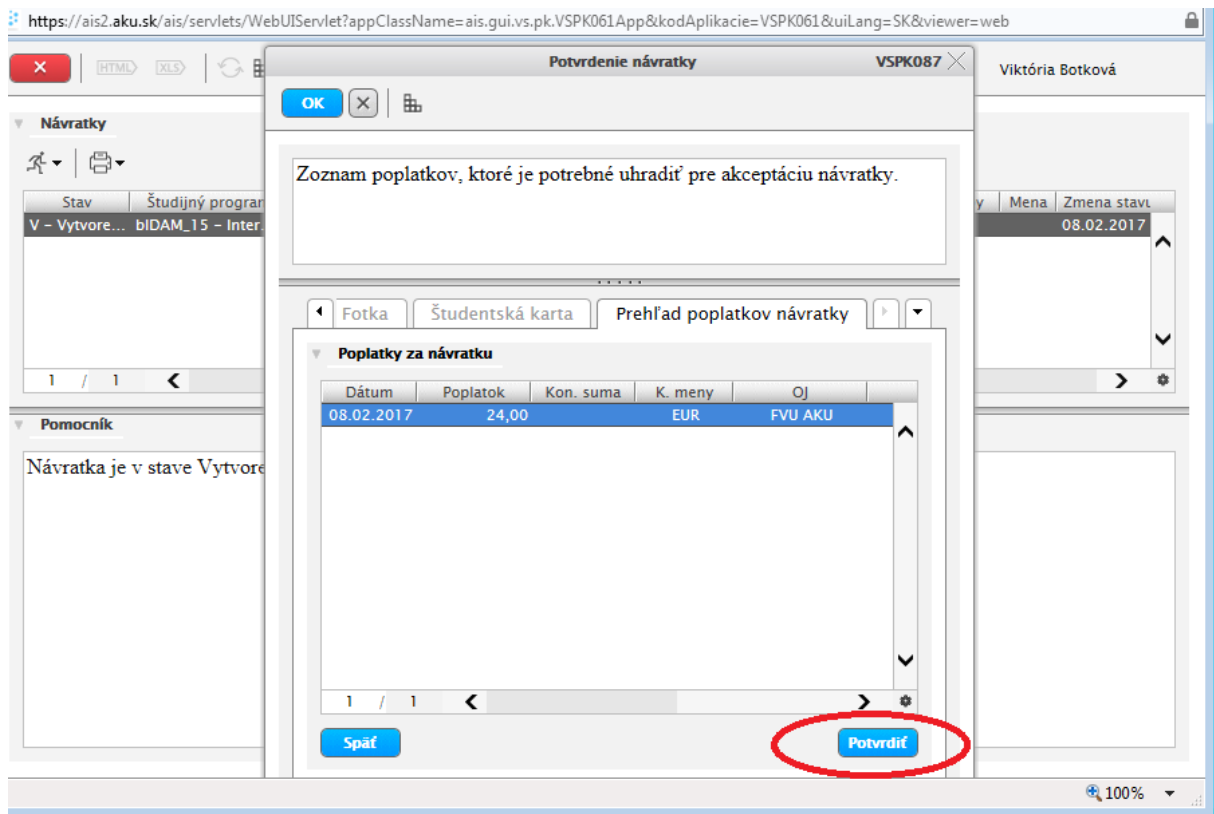 https://ais2.aku.sk/ais/servlets/WebUIServlet?appClassName=ais.gui.vs.pk.VSPK061App&kodAplikacie=VSPK061&uiLang=SK&viewer=web
HTML XLS
Viktória Botková
Potvrdenie návratky VSPK087
OK
Návratky
Zoznam poplatkov, ktoré je potrebné uhradiť pre akceptáciu návratky.
Stav Študijný progran y Mena Zmena stavu
V - Vytvore... bIDAM_15 - Inter. 08.02.2017
1 / 1
Fotka Študentská karta Prehľad poplatkov návratky
Poplatky za návratku
Dátum Poplatok Kon. suma K. meny OJ
08.02.2017 24,00 EUR FVU AKU
1 / 1
Späť Potvrdiť
Pomocník
Návratka je v stave Vytvore
100%